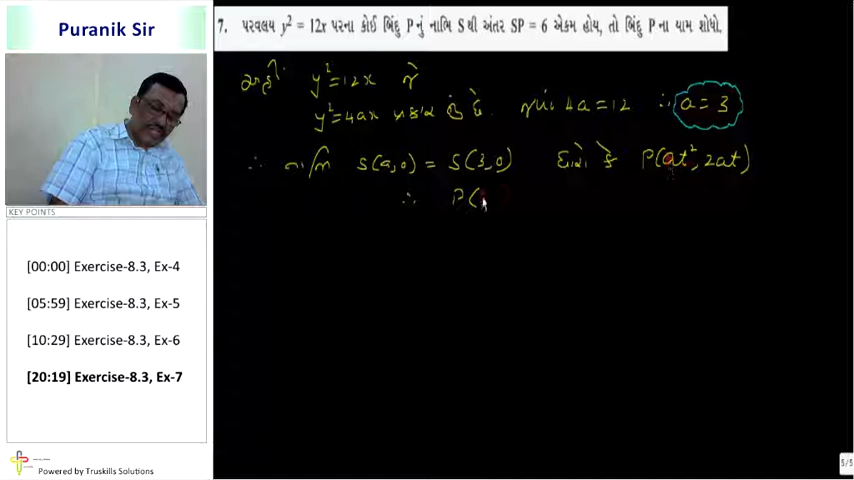 Puranik Sir
7. પરવલય y² = 12x પરના કોઈ બિંદુ P નું નાભિ S થી અંતર SP = 6 એકમ હોય, તો બિંદુ P ના યામ શોધો.
અહીં y² = 12x એ
y² = 4ax પ્રકારનું છે. જ્યાં 4a = 12 ∴ a = 3
∴ નાભિ S(a, 0) = S(3, 0) ધારો કે P(at², 2at)
∴ P(
KEY POINTS
[00:00] Exercise-8.3, Ex-4
[05:59] Exercise-8.3, Ex-5
[10:29] Exercise-8.3, Ex-6
[20:19] Exercise-8.3, Ex-7
Powered by Truskills Solutions
5/5